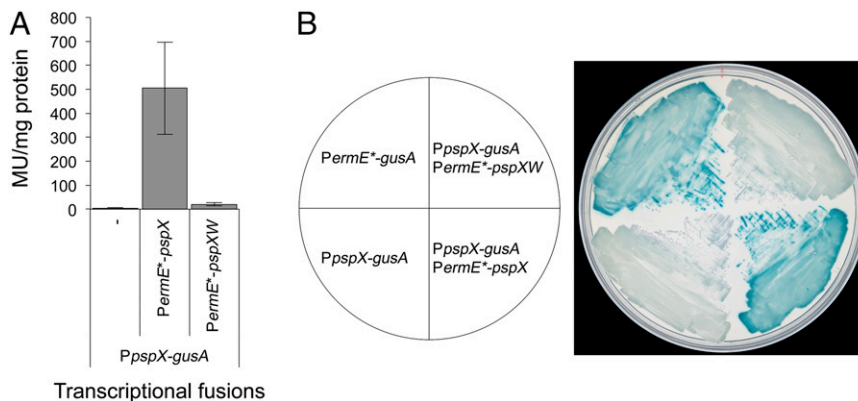 A
800
700
600
500
400
300
200
100
0
MU/mg protein
-
PermE*-pspX
PermE*-pspXW
PpspX-gusA
Transcriptional fusions
B
PermE*-gusA
PpspX-gusA
PermE*-pspXW
PpspX-gusA
PpspX-gusA
PermE*-pspX